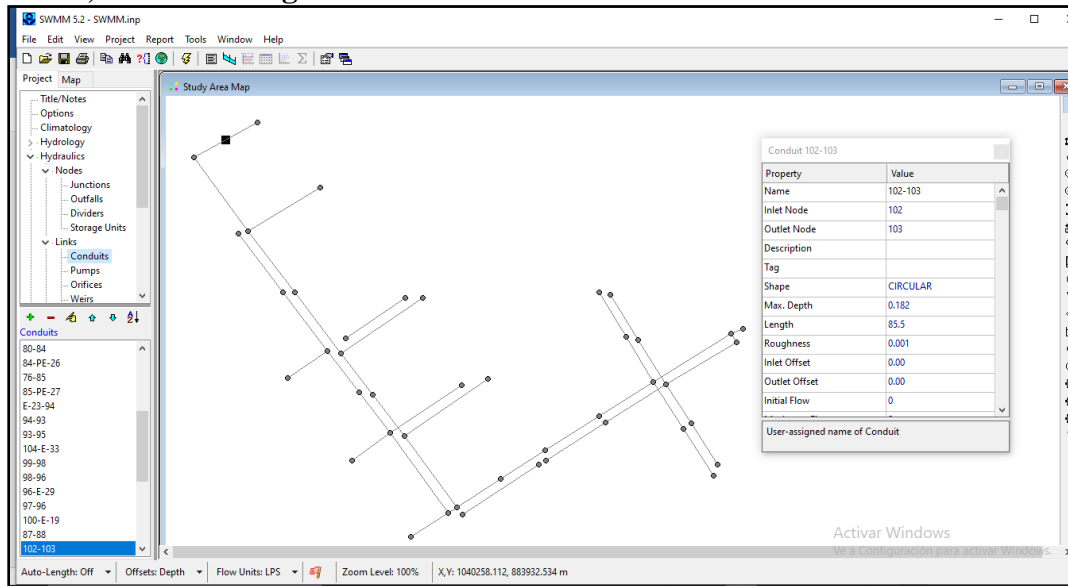 SWMM 5.2 - SWMM.inp
File Edit View Project Report Tools Window Help
Project Map
Study Area Map
Title/Notes
Options
Climatology
Hydrology
Hydraulics
Nodes
Junctions
Outfalls
Dividers
Storage Units
Links
Conduits
Pumps
Orifices
Weirs
Conduits
80-84
84-PE-26
76-85
85-PE-27
E-23-94
94-93
93-95
104-E-33
99-98
98-96
96-E-29
97-96
100-E-19
87-88
102-103
Conduit 102-103
Property Value
Name 102-103
Inlet Node 102
Outlet Node 103
Description
Tag
Shape CIRCULAR
Max. Depth 0.182
Length 85.5
Roughness 0.001
Inlet Offset 0.00
Outlet Offset 0.00
Initial Flow 0
User-assigned name of Conduit
Activar Windows
Ve a Configuración para activar Windows.
Auto-Length: Off Offsets: Depth Flow Units: LPS Zoom Level: 100% X,Y: 1040258.112, 883932.534 m